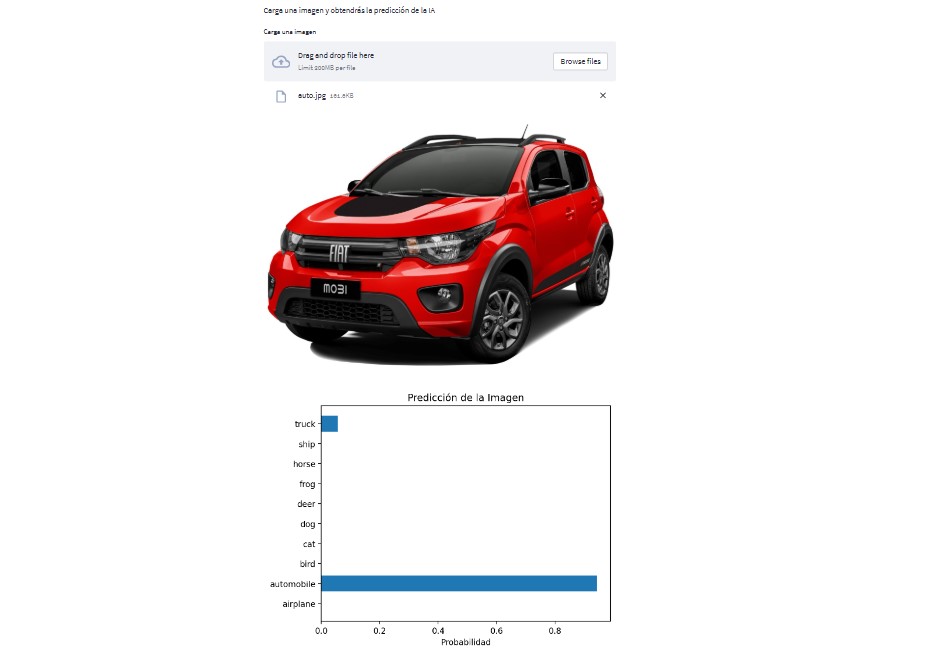 Carga una imagen y obtendrás la predicción de la IA
Carga una imagen
Drag and drop file here
Limit 200MB per file
Browse files
auto.jpg 161.8KB
FIAT
MOBI
Predicción de la Imagen
truck
ship
horse
frog
deer
dog
cat
bird
automobile
airplane
0.0 0.2 0.4 0.6 0.8
Probabilidad